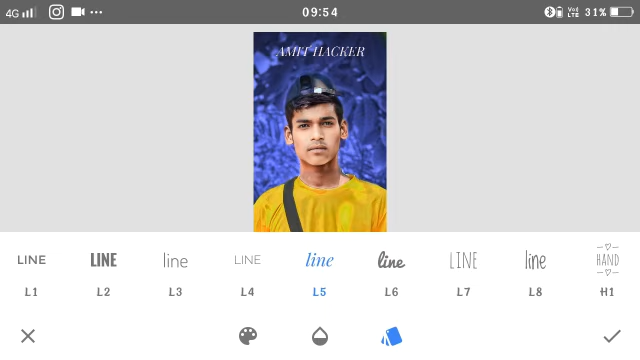 4G 09:54 VoLTE 31%
AMIT HACKER
LINE LINE line LINE line line LINE line HAND
L1 L2 L3 L4 L5 L6 L7 L8 H1